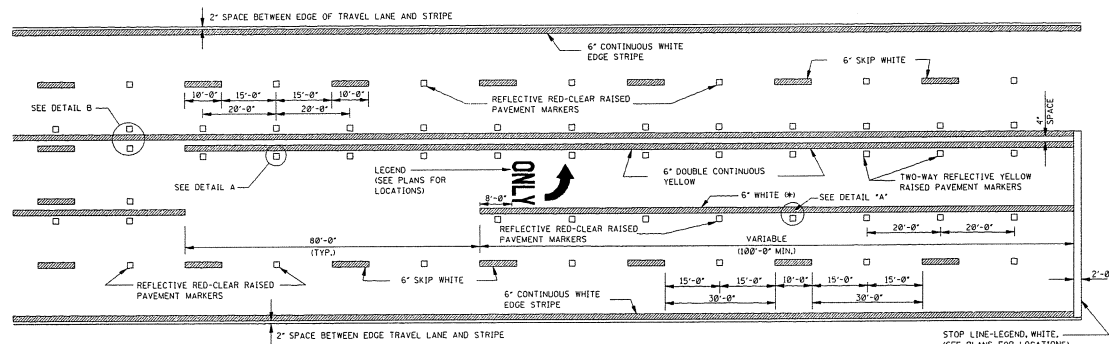 2" SPACE BETWEEN EDGE OF TRAVEL LANE AND STRIPE
6" CONTINUOUS WHITE
EDGE STRIPE
6" SKIP WHITE
SEE DETAIL B
10'-0" 15'-0" 15'-0" 10'-0"
20'-0" 20'-0"
REFLECTIVE RED-CLEAR RAISED
PAVEMENT MARKERS
4"
SPACE
SEE DETAIL A
LEGEND
(SEE PLANS FOR
LOCATIONS)
ONLY
6" DOUBLE CONTINUOUS
YELLOW
TWO-WAY REFLECTIVE YELLOW
RAISED PAVEMENT MARKERS
8'-0"
6" WHITE (*)
SEE DETAIL "A"
REFLECTIVE RED-CLEAR RAISED
PAVEMENT MARKERS
20'-0" 20'-0"
80'-0"
(TYP.)
VARIABLE
(100'-0" MIN.)
REFLECTIVE RED-CLEAR RAISED
PAVEMENT MARKERS
6" SKIP WHITE
15'-0" 15'-0" 10'-0" 15'-0" 15'-0"
30'-0" 30'-0"
2'-0
6" CONTINUOUS WHITE
EDGE STRIPE
2" SPACE BETWEEN EDGE TRAVEL LANE AND STRIPE
STOP LINE-LEGEND, WHITE,
(SEE PLANS FOR LOCATIONS)